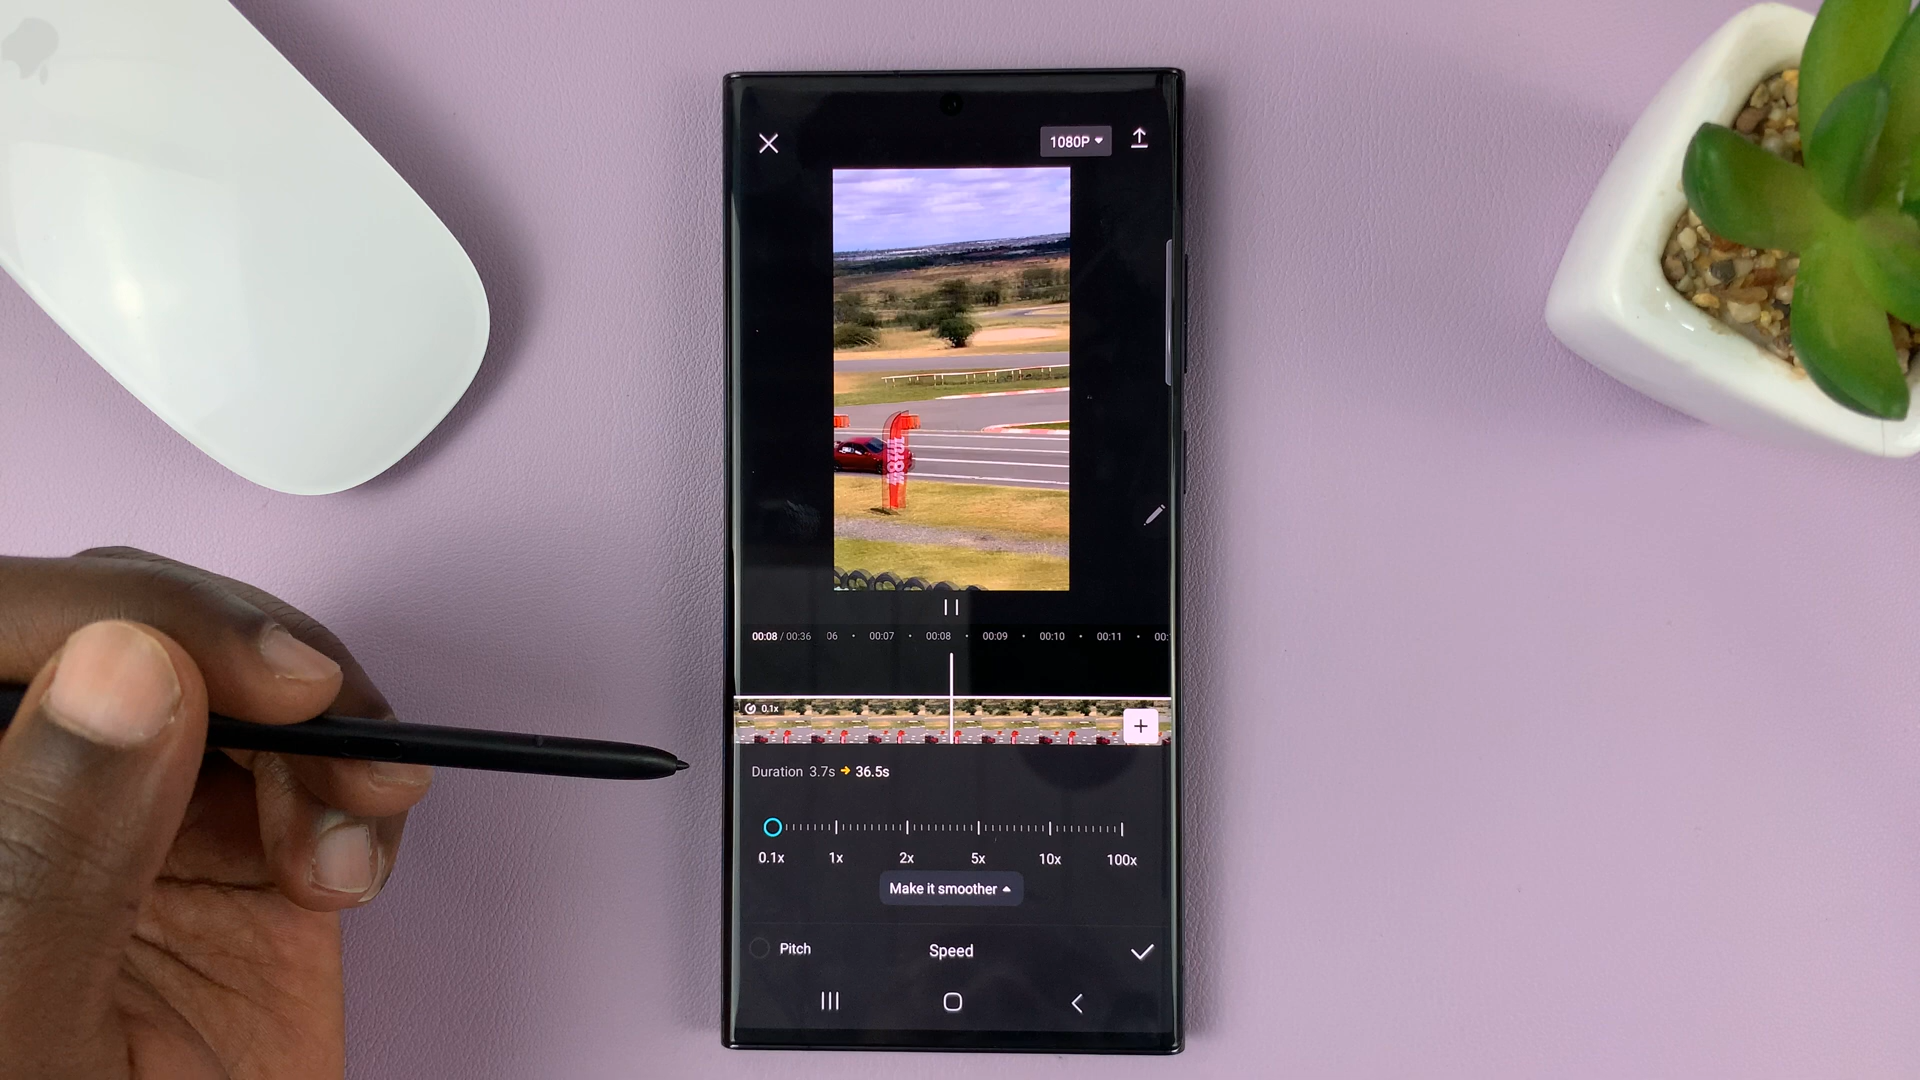 1080P
00:08 / 00:36 06 00:07 00:08 00:09 00:10 00:11 00:
0.1x
Duration 3.7s → 36.5s
0.1x 1x 2x 5x 10x 100x
Make it smoother
Pitch Speed